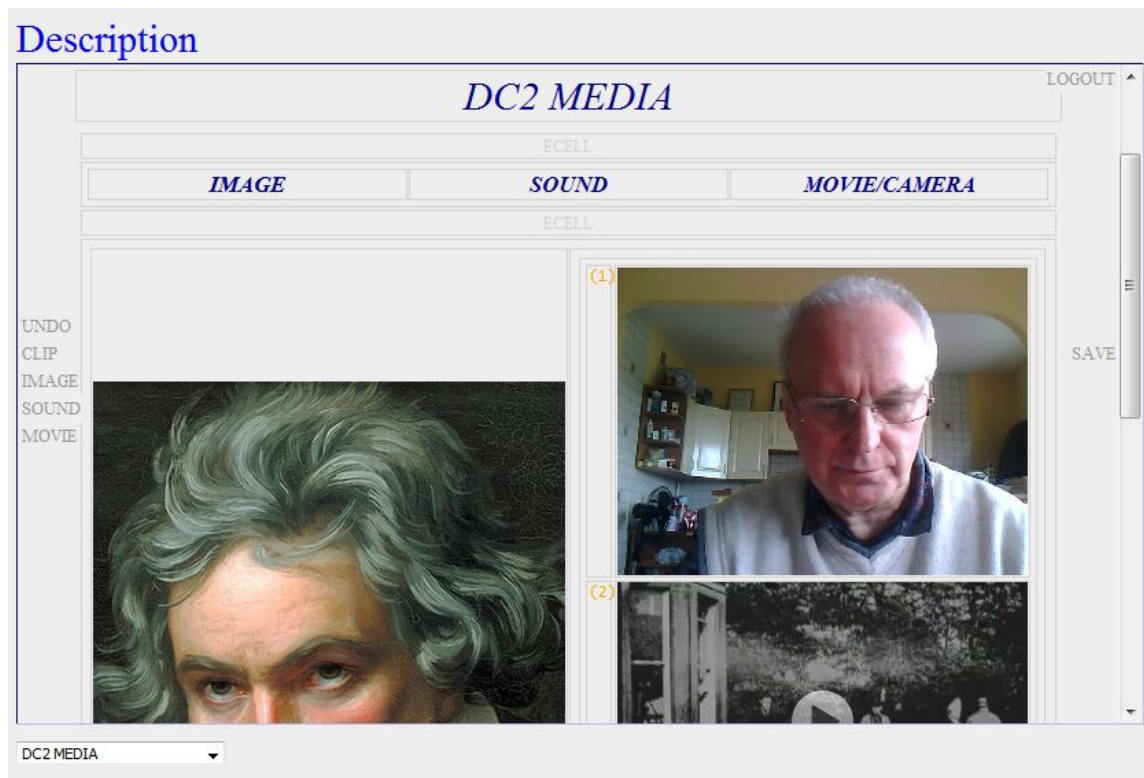 Description
LOGOUT
DC2 MEDIA
ECELL
IMAGE SOUND MOVIE/CAMERA
ECELL
(1)
UNDO
CLIP
IMAGE
SOUND
MOVIE
SAVE
(2)
DC2 MEDIA